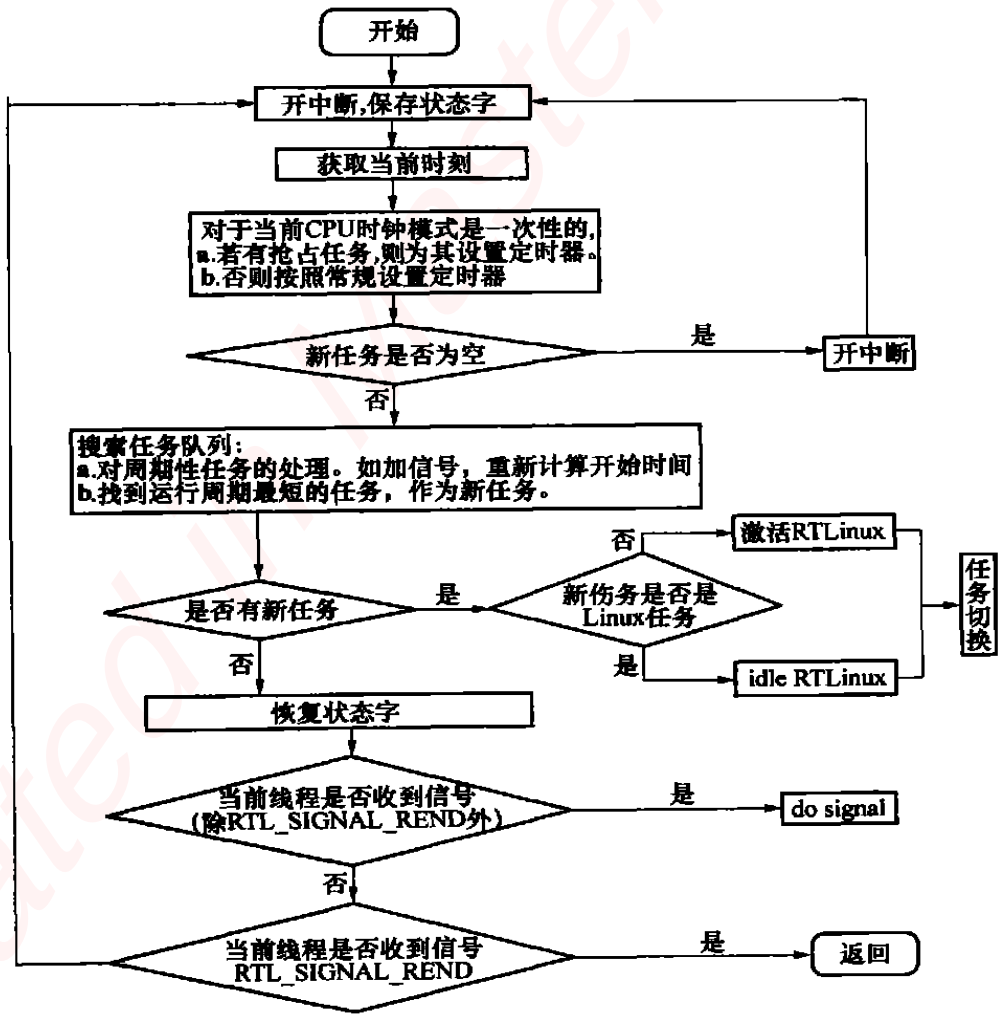 开始
开中断,保存状态字
获取当前时刻
对于当前CPU时钟模式是一次性的,
a.若有抢占任务,则为其设置定时器。
b.否则按照常规设置定时器
新任务是否为空
是
开中断
否
搜索任务队列:
a.对周期性任务的处理。如加信号，重新计算开始时间
b.找到运行周期最短的任务，作为新任务。
是否有新任务
是
新伤务是否是
Linux任务
否
激活RTLinux
是
idle RTLinux
任务切换
否
恢复状态字
当前线程是否收到信号
(除RTL_SIGNAL_REND外)
是
do signal
否
当前线程是否收到信号
RTL_SIGNAL_REND
是
返回